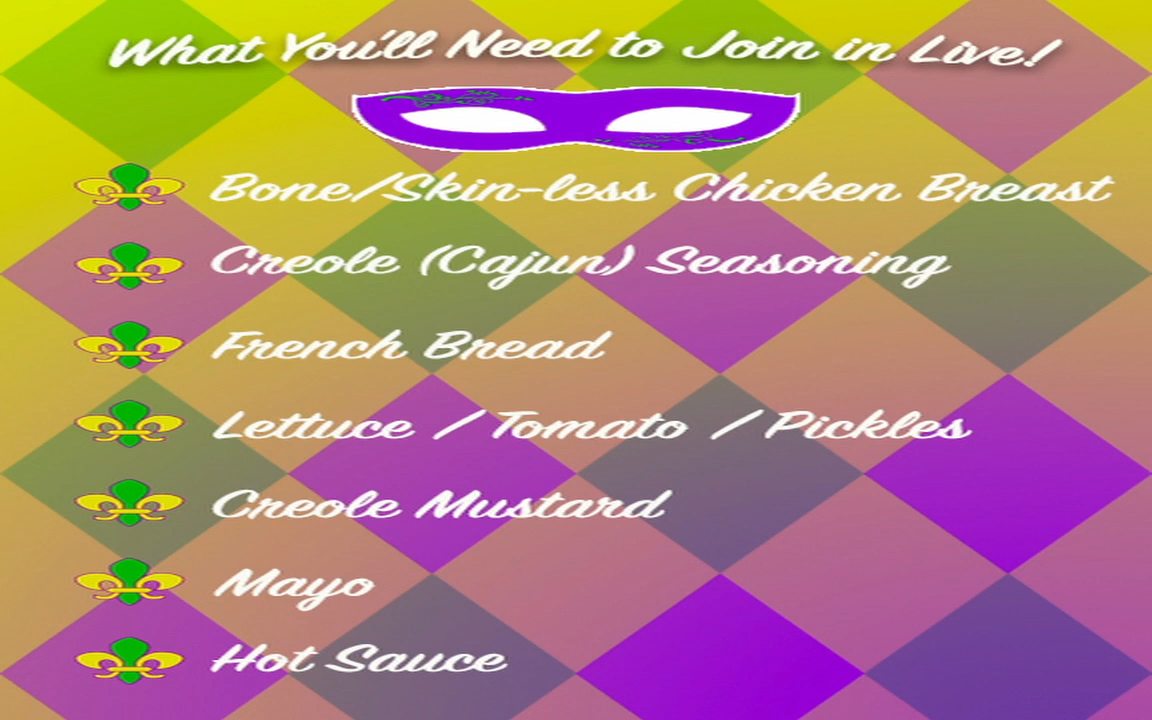 What You'll Need to Join in Live!
Bone/Skin-less Chicken Breast
Creole (Cajun) Seasoning
French Bread
Lettuce / Tomato / Pickles
Creole Mustard
Mayo
Hot Sauce